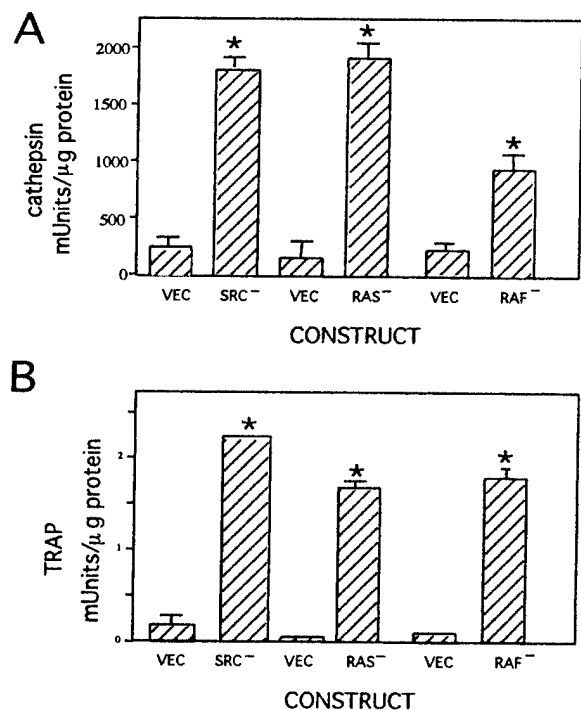 A
cathepsin
mUnits/μg protein
2000
1500
1000
500
0
* * *
VEC SRC⁻ VEC RAS⁻ VEC RAF⁻
CONSTRUCT
B
TRAP
mUnits/μg protein
2
1
0
* * *
VEC SRC⁻ VEC RAS⁻ VEC RAF⁻
CONSTRUCT